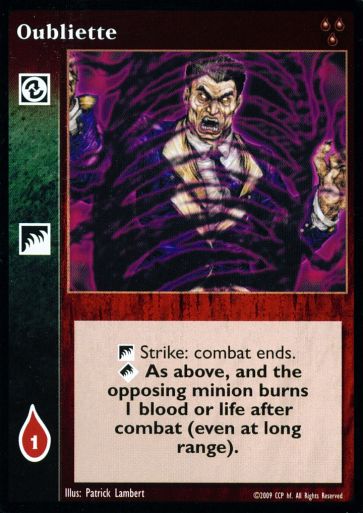 Oubliette
Strike: combat ends.
As above, and the
opposing minion burns
1 blood or life after
combat (even at long
range).
1
Illus: Patrick Lambert
©2009 CCP hf. All Rights Reserved